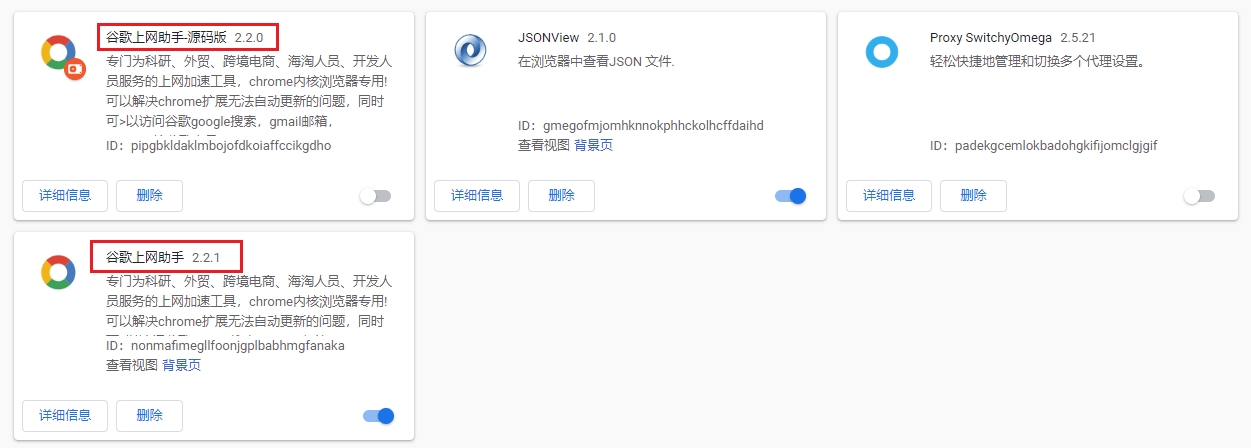 谷歌上网助手-源码版 2.2.0
专门为科研、外贸、跨境电商、海淘人员、开发人
员服务的上网加速工具，chrome内核浏览器专用!
可以解决chrome扩展无法自动更新的问题，同时
可>以访问谷歌google搜索，gmail邮箱，
ID：pipgbkldaklmbojofdkoiaffccikgdho
详细信息 删除
JSONView 2.1.0
在浏览器中查看JSON 文件.
ID：gmegofmjomhknnokphhckolhcffdaihd
查看视图 背景页
详细信息 删除
Proxy SwitchyOmega 2.5.21
轻松快捷地管理和切换多个代理设置。
ID：padekgcemlokbadohgkifijomclgjgif
详细信息 删除
谷歌上网助手 2.2.1
专门为科研、外贸、跨境电商、海淘人员、开发人
员服务的上网加速工具，chrome内核浏览器专用!
可以解决chrome扩展无法自动更新的问题，同时
ID：nonmafimegllfoonjgplbabhmgfanaka
查看视图 背景页
详细信息 删除